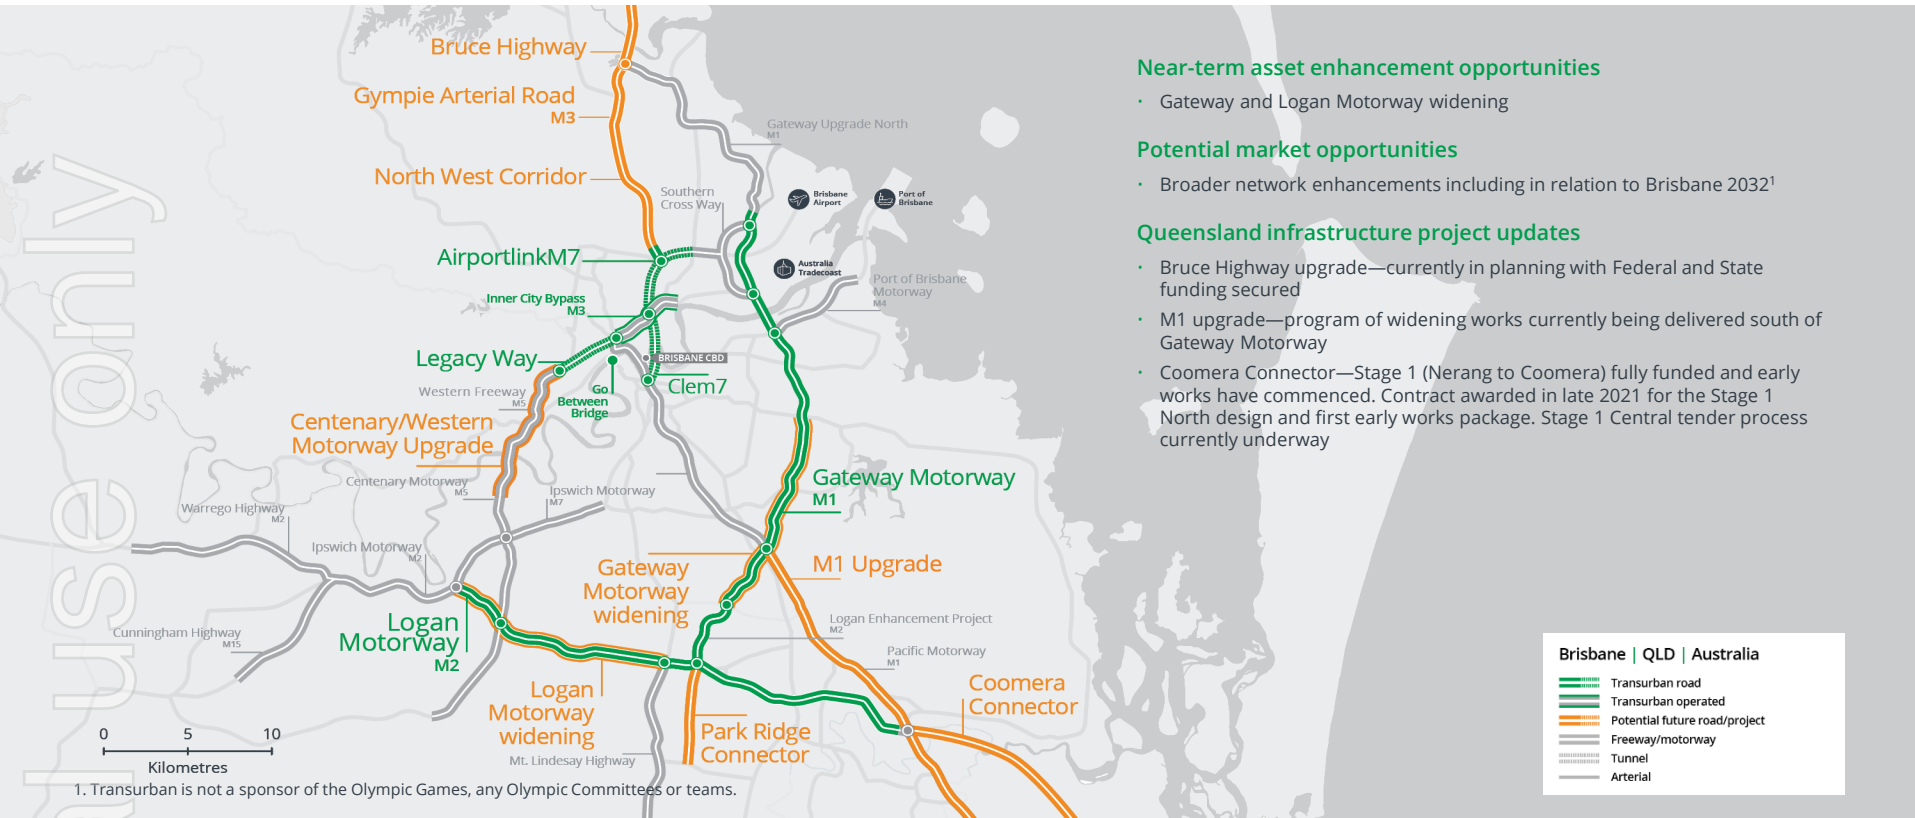 Bruce Highway
Gympie Arterial Road
M3
North West Corridor
Gateway Upgrade North
M1
Southern
Cross Way
Brisbane
Airport
Port of
Brisbane
AirportlinkM7
Australia
Tradecoast
Port of Brisbane
Motorway
M4
Inner City Bypass
M3
Legacy Way
BRISBANE CBD
Clem7
Go
Between
Bridge
Western Freeway
M5
Centenary/Western
Motorway Upgrade
Centenary Motorway
M5
Ipswich Motorway
M7
Gateway Motorway
M1
Warrego Highway
M2
Ipswich Motorway
M2
Gateway
Motorway
widening
M1 Upgrade
Logan
Motorway
M2
Logan Enhancement Project
M2
Cunningham Highway
M15
Pacific Motorway
M1
Logan
Motorway
widening
Coomera
Connector
Park Ridge
Connector
Mt. Lindesay Highway
0 5 10
Kilometres
1. Transurban is not a sponsor of the Olympic Games, any Olympic Committees or teams.
al use only
Near-term asset enhancement opportunities
· Gateway and Logan Motorway widening
Potential market opportunities
· Broader network enhancements including in relation to Brisbane 2032¹
Queensland infrastructure project updates
· Bruce Highway upgrade—currently in planning with Federal and State
funding secured
· M1 upgrade—program of widening works currently being delivered south of
Gateway Motorway
· Coomera Connector—Stage 1 (Nerang to Coomera) fully funded and early
works have commenced. Contract awarded in late 2021 for the Stage 1
North design and first early works package. Stage 1 Central tender process
currently underway
Brisbane | QLD | Australia
Transurban road
Transurban operated
Potential future road/project
Freeway/motorway
Tunnel
Arterial